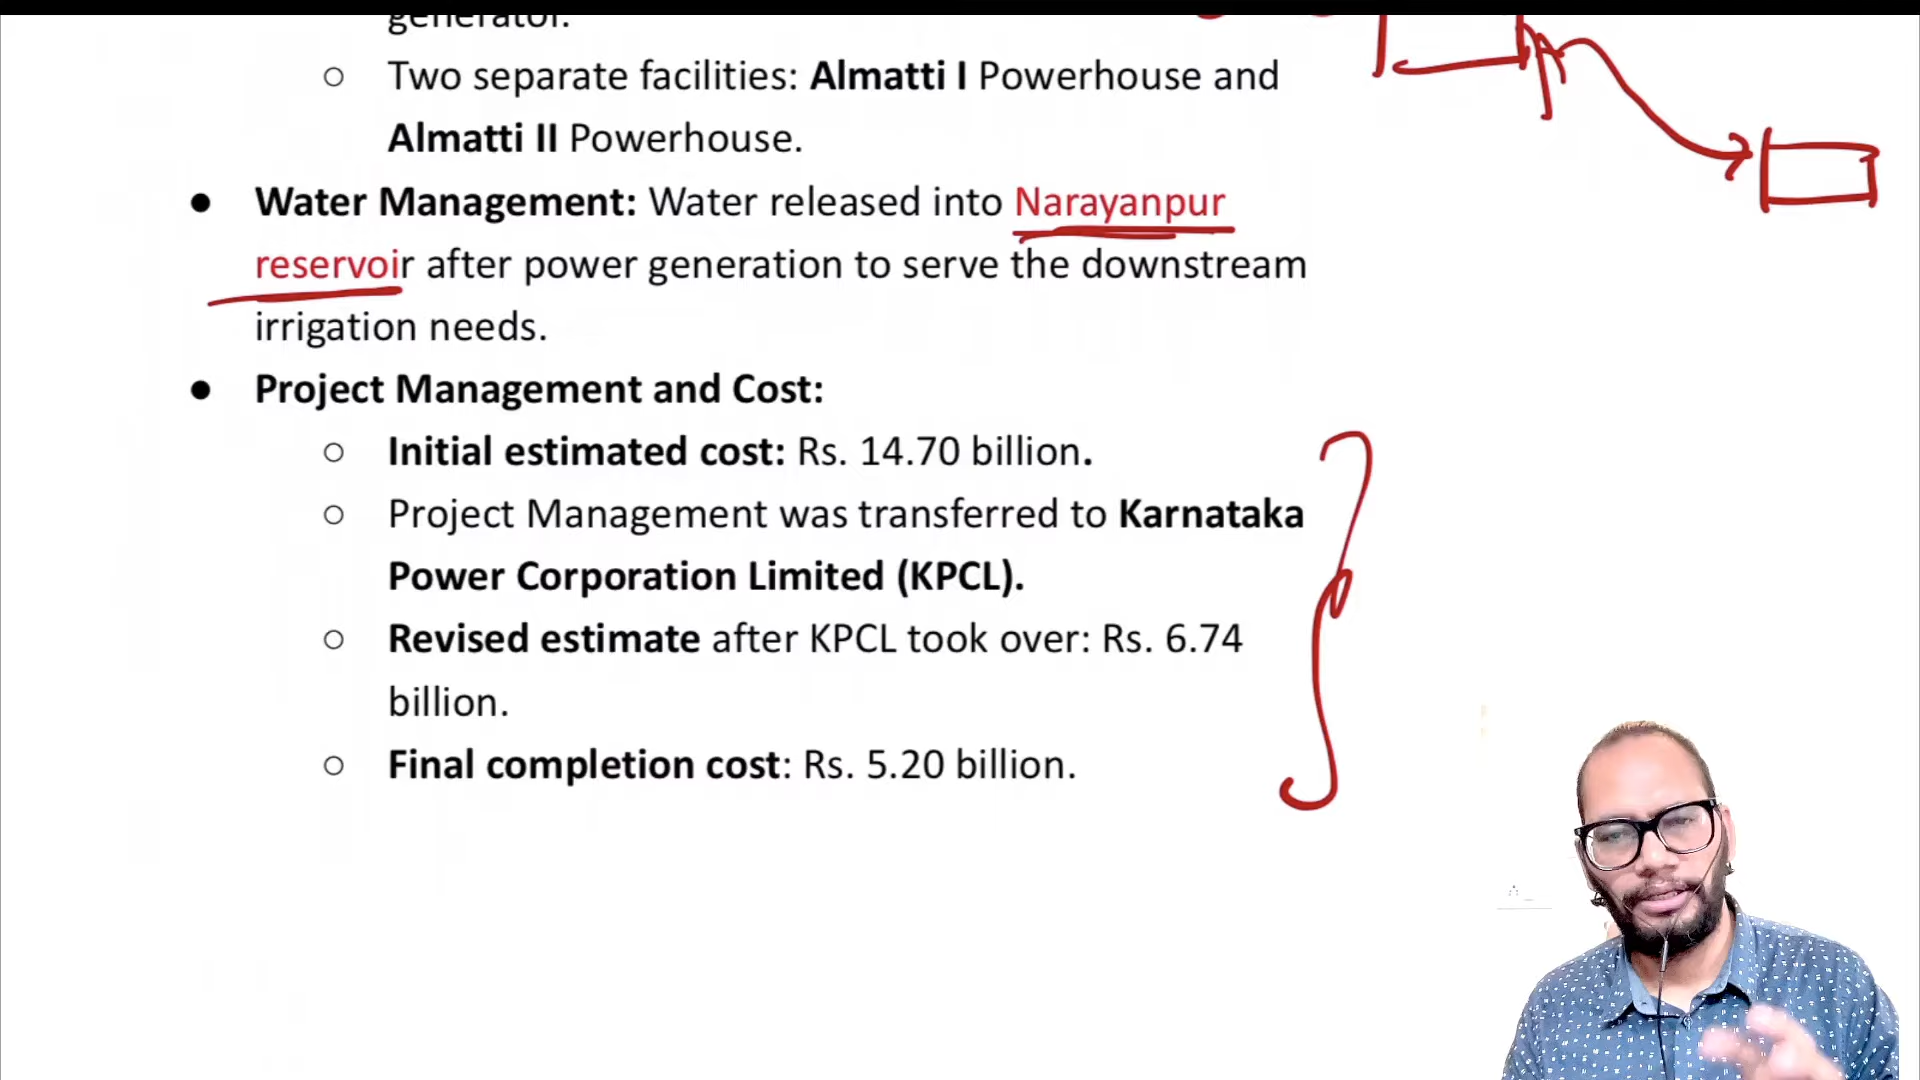 generator.
○ Two separate facilities: Almatti I Powerhouse and
Almatti II Powerhouse.
● Water Management: Water released into Narayanpur
reservoir after power generation to serve the downstream
irrigation needs.
● Project Management and Cost:
○ Initial estimated cost: Rs. 14.70 billion.
○ Project Management was transferred to Karnataka
Power Corporation Limited (KPCL).
○ Revised estimate after KPCL took over: Rs. 6.74
billion.
○ Final completion cost: Rs. 5.20 billion.